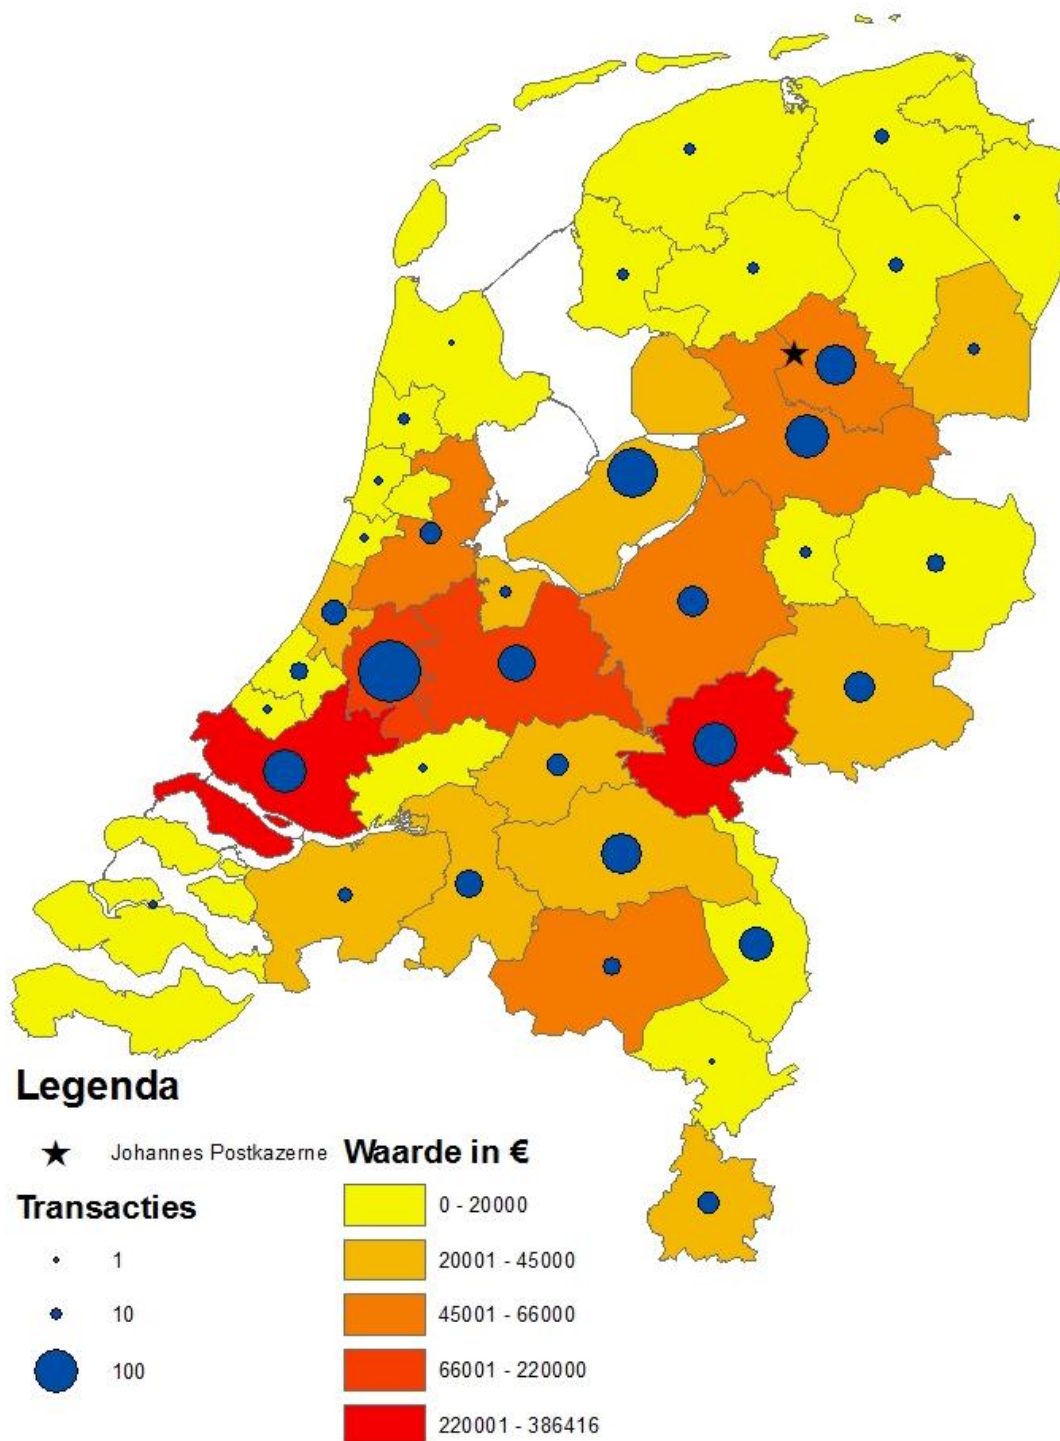 Legenda
Johannes Postkazerne
Transacties
1
10
100
Waarde in €
0 - 20000
20001 - 45000
45001 - 66000
66001 - 220000
220001 - 386416